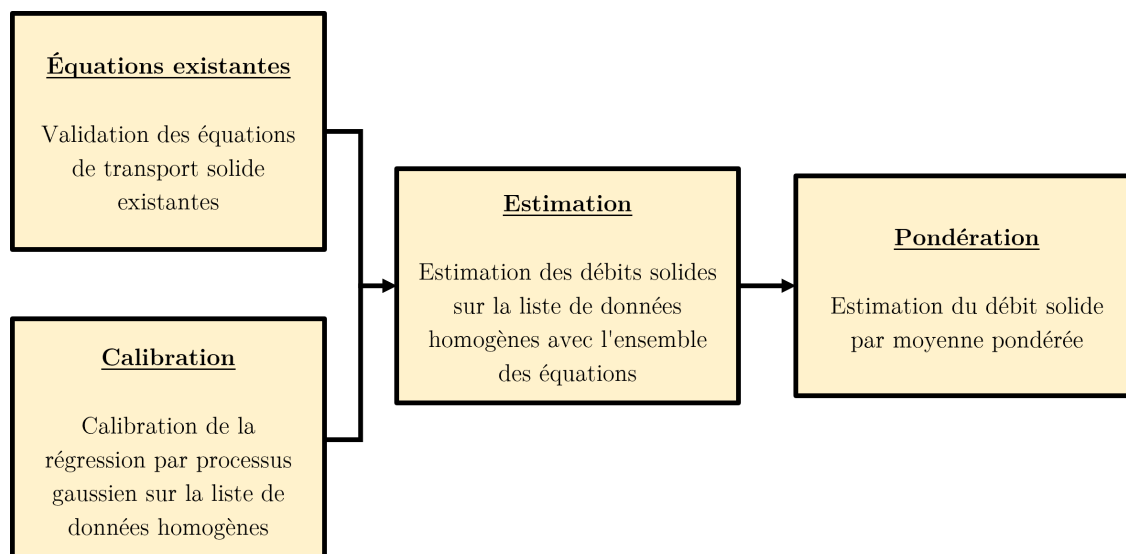 Équations existantes
Validation des équations
de transport solide
existantes
Calibration
Calibration de la
régression par processus
gaussien sur la liste de
données homogènes
Estimation
Estimation des débits solides
sur la liste de données
homogènes avec l'ensemble
des équations
Pondération
Estimation du débit solide
par moyenne pondérée